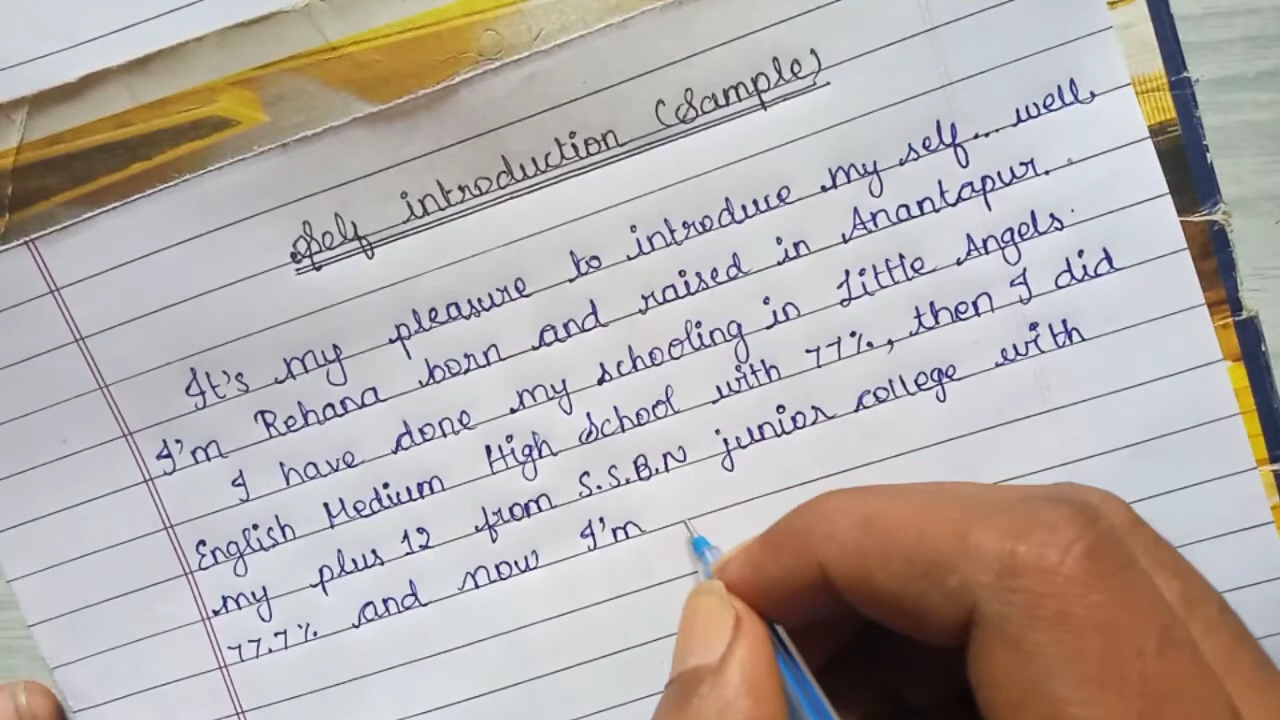 Self introduction (Sample)
It's my pleasure to introduce my self... well
I'm Rehana born and raised in Anantapur.
I have done my schooling in Little Angels
English Medium High School with 77%, then I did
my plus 12 from S.S.B.N junior college with
77.7% and now I'm